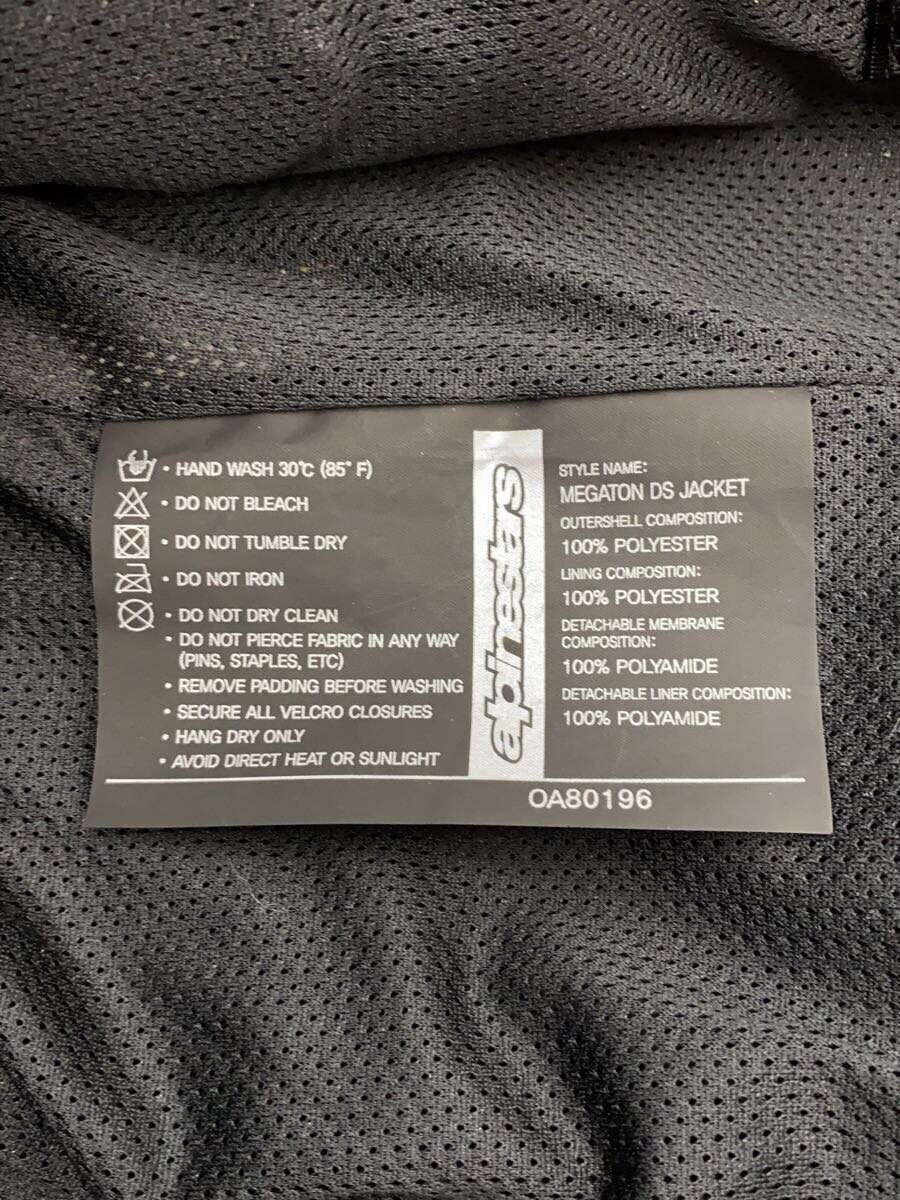 • HAND WASH 30°C (85° F)
• DO NOT BLEACH
• DO NOT TUMBLE DRY
• DO NOT IRON
• DO NOT DRY CLEAN
• DO NOT PIERCE FABRIC IN ANY WAY
(PINS, STAPLES, ETC)
• REMOVE PADDING BEFORE WASHING
• SECURE ALL VELCRO CLOSURES
• HANG DRY ONLY
• AVOID DIRECT HEAT OR SUNLIGHT
alpinestars
STYLE NAME:
MEGATON DS JACKET
OUTERSHELL COMPOSITION:
100% POLYESTER
LINING COMPOSITION:
100% POLYESTER
DETACHABLE MEMBRANE
COMPOSITION:
100% POLYAMIDE
DETACHABLE LINER COMPOSITION:
100% POLYAMIDE
OA80196